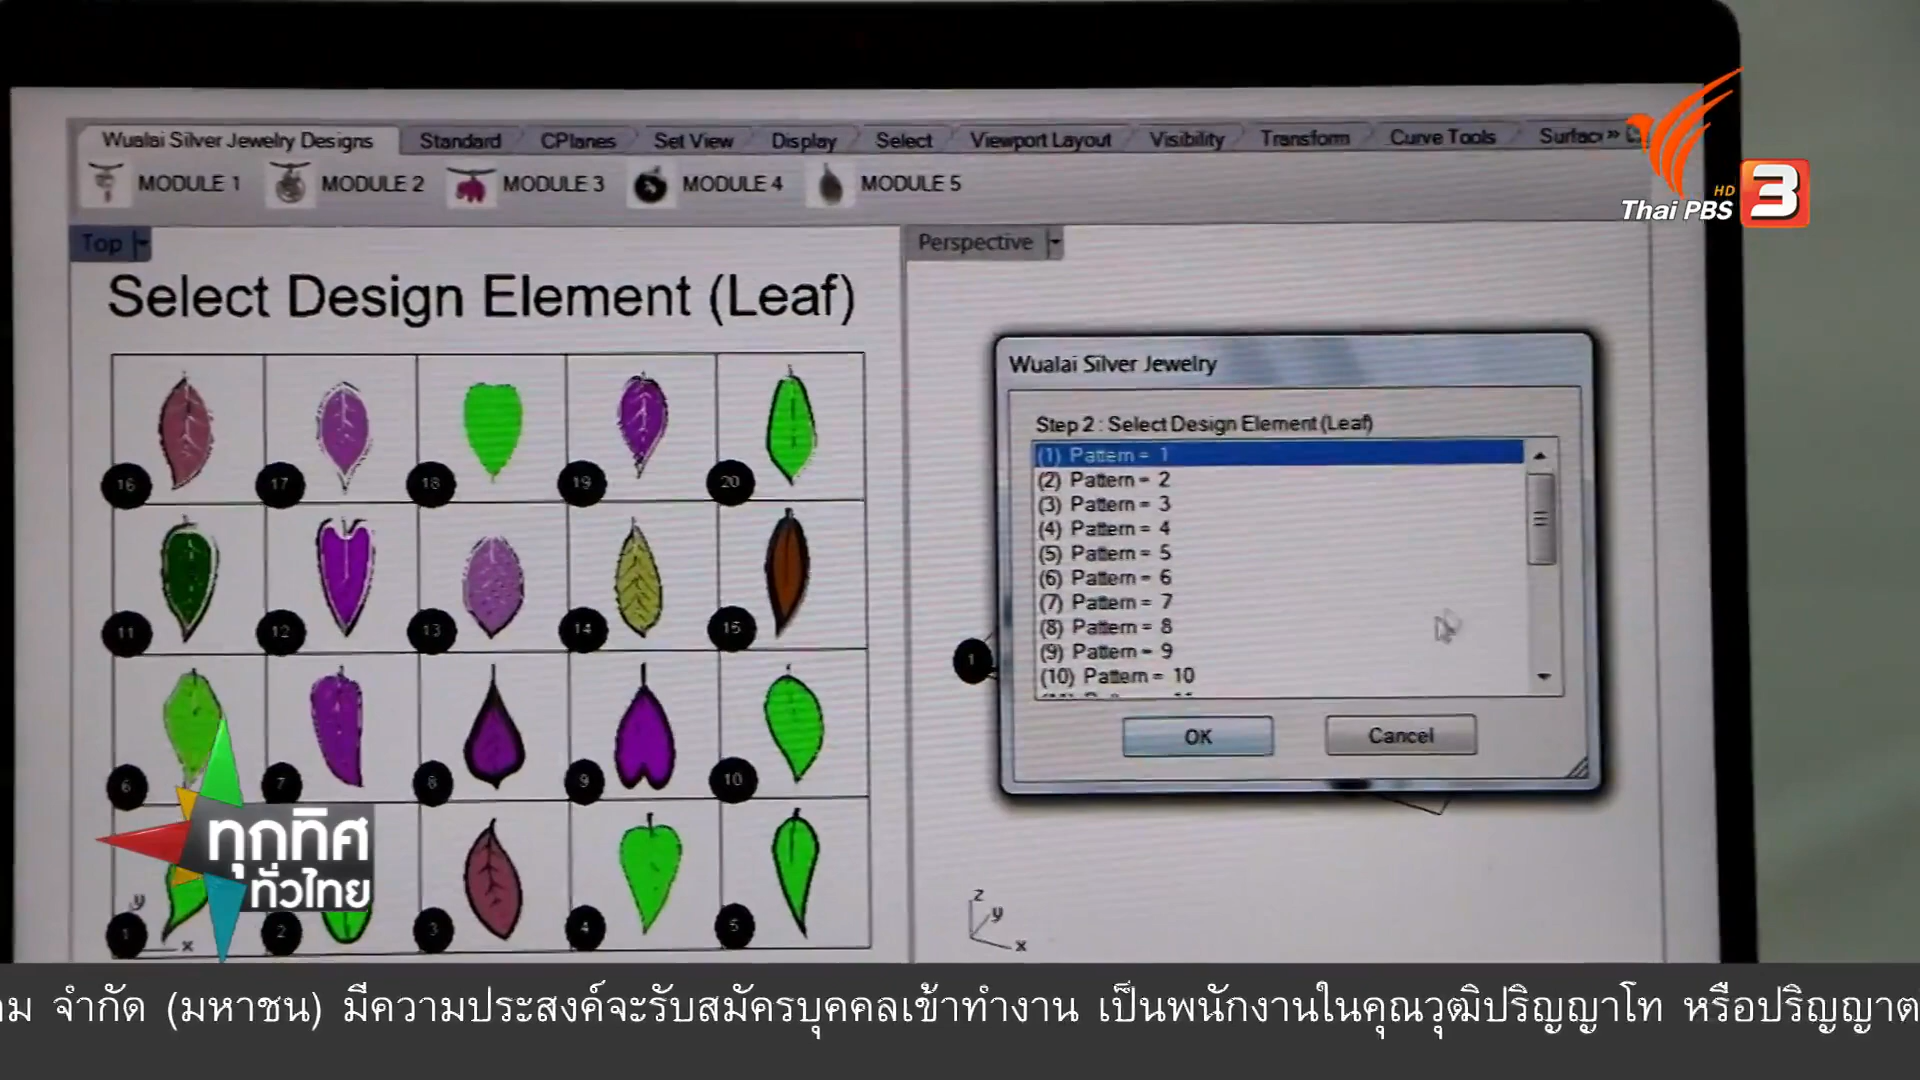 Wualai Silver Jewelry Designs Standard CPlanes Set View Display Select Viewport Layout Visibility Transform Curve Tools
MODULE 1 MODULE 2 MODULE 3 MODULE 4 MODULE 5
HD
Thai PBS 3
Top
Perspective
Select Design Element (Leaf)
16 17 18 19 20
11 12 13 14 15
6 7 8 9 10
1 2 3 4 5
y
x
Wualai Silver Jewelry
Step 2 : Select Design Element (Leaf)
(1) Pattern = 1
(2) Pattern = 2
(3) Pattern = 3
(4) Pattern = 4
(5) Pattern = 5
(6) Pattern = 6
(7) Pattern = 7
(8) Pattern = 8
(9) Pattern = 9
(10) Pattern = 10
OK Cancel
1
z
y
x
ทุกทิศ
ทั่วไทย
จำกัด (มหาชน) มีความประสงค์จะรับสมัครบุคคลเข้าทำงาน เป็นพนักงานในคุณวุฒิปริญญาโท หรือปริญญาต